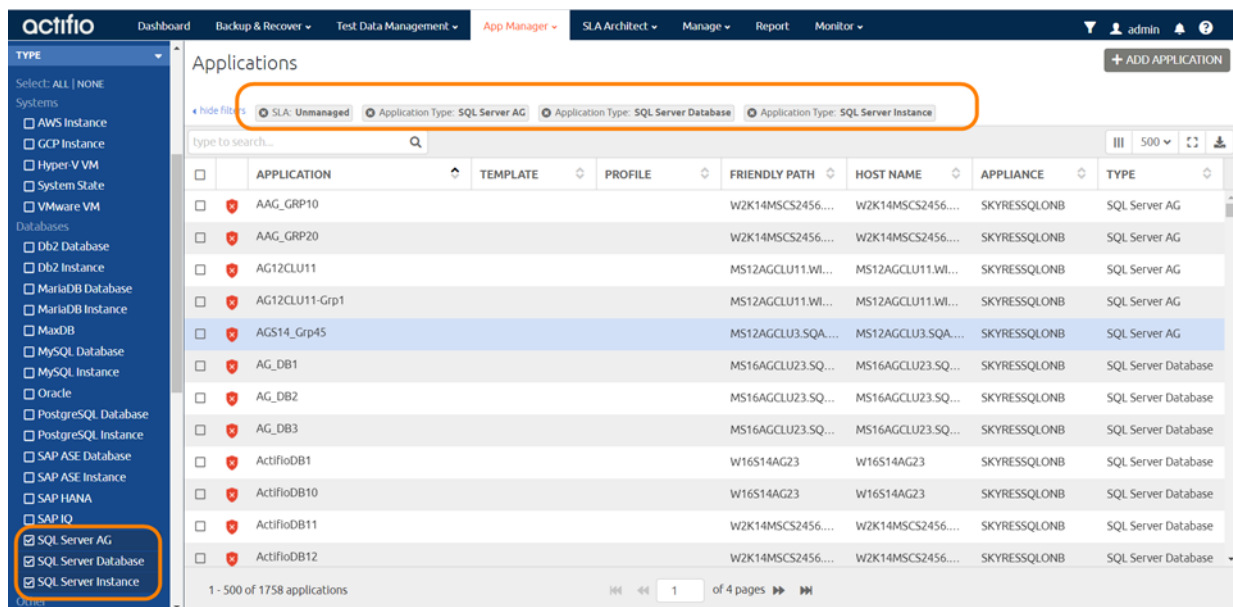 actifio Dashboard Backup & Recover Test Data Management App Manager SLA Architect Manage Report Monitor admin
TYPE
Select: ALL | NONE
Systems
AWS Instance
GCP Instance
Hyper-V VM
System State
VMware VM
Databases
Db2 Database
Db2 Instance
MariaDB Database
MariaDB Instance
MaxDB
MySQL Database
MySQL Instance
Oracle
PostgreSQL Database
PostgreSQL Instance
SAP ASE Database
SAP ASE Instance
SAP HANA
SAP IQ
SQL Server AG
SQL Server Database
SQL Server Instance
Other
Applications
+ ADD APPLICATION
hide filters SLA: Unmanaged Application Type: SQL Server AG Application Type: SQL Server Database Application Type: SQL Server Instance
type to search... 500
APPLICATION TEMPLATE PROFILE FRIENDLY PATH HOST NAME APPLIANCE TYPE
AAG_GRP10 W2K14MSCS2456.... W2K14MSCS2456.... SKYRESSQLONB SQL Server AG
AAG_GRP20 W2K14MSCS2456.... W2K14MSCS2456.... SKYRESSQLONB SQL Server AG
AG12CLU11 MS12AGCLU11.WI... MS12AGCLU11.WI... SKYRESSQLONB SQL Server AG
AG12CLU11-Grp1 MS12AGCLU11.WI... MS12AGCLU11.WI... SKYRESSQLONB SQL Server AG
AGS14_Grp45 MS12AGCLU3.SQA.... MS12AGCLU3.SQA.... SKYRESSQLONB SQL Server AG
AG_DB1 MS16AGCLU23.SQ... MS16AGCLU23.SQ... SKYRESSQLONB SQL Server Database
AG_DB2 MS16AGCLU23.SQ... MS16AGCLU23.SQ... SKYRESSQLONB SQL Server Database
AG_DB3 MS16AGCLU23.SQ... MS16AGCLU23.SQ... SKYRESSQLONB SQL Server Database
ActifioDB1 W16S14AG23 W16S14AG23 SKYRESSQLONB SQL Server Database
ActifioDB10 W16S14AG23 W16S14AG23 SKYRESSQLONB SQL Server Database
ActifioDB11 W2K14MSCS2456.... W2K14MSCS2456.... SKYRESSQLONB SQL Server Database
ActifioDB12 W2K14MSCS2456.... W2K14MSCS2456.... SKYRESSQLONB SQL Server Database
1 - 500 of 1758 applications 1 of 4 pages